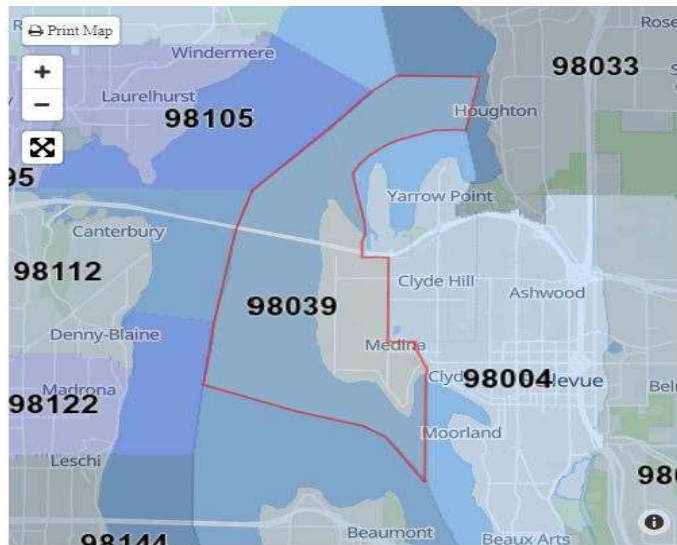 Print Map
Windermere
Laurelhurst
98105
98033
Houghton
Yarrow Point
Canterbury
98112
Clyde Hill
Ashwood
98039
Denny-Blaine
Medina
98004
Madrona
98122
Moorland
Leschi
98144
Beaumont
Beaux Arts